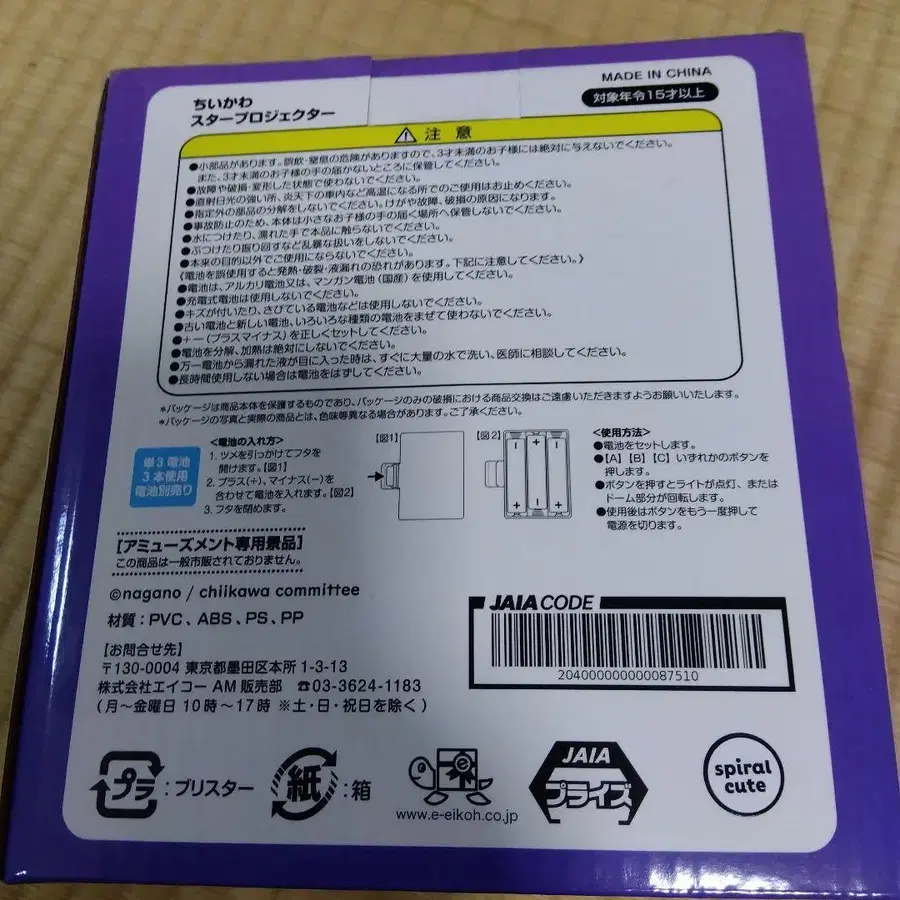 ちいかわ
スタープロジェクター
MADE IN CHINA
対象年令15才以上
注意
●小部品があります。誤飲・窒息の危険がありますので、3才未満のお子様には絶対に与えないでください。
また、3才未満のお子様の手の届かないところに保管してください。
●故障や破損・変形した状態で使わないでください。
●直射日光の強い所、炎天下の車内など高温になる所でのご使用はお止めください。
●指定外の部品の分解をしないでください。けがや故障、破損の原因になります。
●事故防止のため、本体は小さなお子様の手の届く場所へ保管しないでください。
●水につけたり、濡れた手で本品に触らないでください。
●ぶつけたり振り回すなど乱暴な扱いをしないでください。
●本来の目的以外でご使用にならないでください。
《電池を誤使用すると発熱・破裂・液漏れの恐れがあります。下記に注意してください。》
●電池は、アルカリ電池又は、マンガン電池(国産)を使用してください。
●充電式電池は使用しないでください。
●キズが付いたり、さびている電池などは使用しないでください。
●古い電池と新しい電池、いろいろな種類の電池をまぜて使わないでください。
●+-(プラスマイナス)を正しくセットしてください。
●電池を分解、加熱は絶対にしないでください。
●万一電池から漏れた液が目に入った時は、すぐに大量の水で洗い、医師に相談してください。
●長時間使用しない場合は電池をはずしてください。
*パッケージは商品本体を保護するものであり、パッケージのみの破損における商品交換はご遠慮いただきますようお願いいたします。
*パッケージの写真と実際の商品とは、色味等異なる場合があります。ご了承ください。
単3電池
3本使用
電池別売り
<電池の入れ方>
1. ツメを引っかけてフタを
開けます。【図1】
2. プラス(+)、マイナス(-)を
合わせて電池を入れます。【図2】
3. フタを閉めます。
【図1】
【図2】
<使用方法>
●電池をセットします。
●【A】【B】【C】いずれかのボタンを
押します。
●ボタンを押すとライトが点灯、または
ドーム部分が回転します。
●使用後はボタンをもう一度押して
電源を切ります。
[アミューズメント専用景品]
この商品は一般市販されておりません。
©nagano / chiikawa committee
材質:PVC、ABS、PS、PP
【お問合せ先】
〒130-0004 東京都墨田区本所1-3-13
株式会社エイコー AM販売部 ☎03-3624-1183
(月~金曜日 10時~17時 ※土・日・祝日を除く)
JAIA CODE
204000000000087510
プラ:ブリスター
紙:箱
www.e-eikoh.co.jp
JAIA
プライズ
spiral
cute